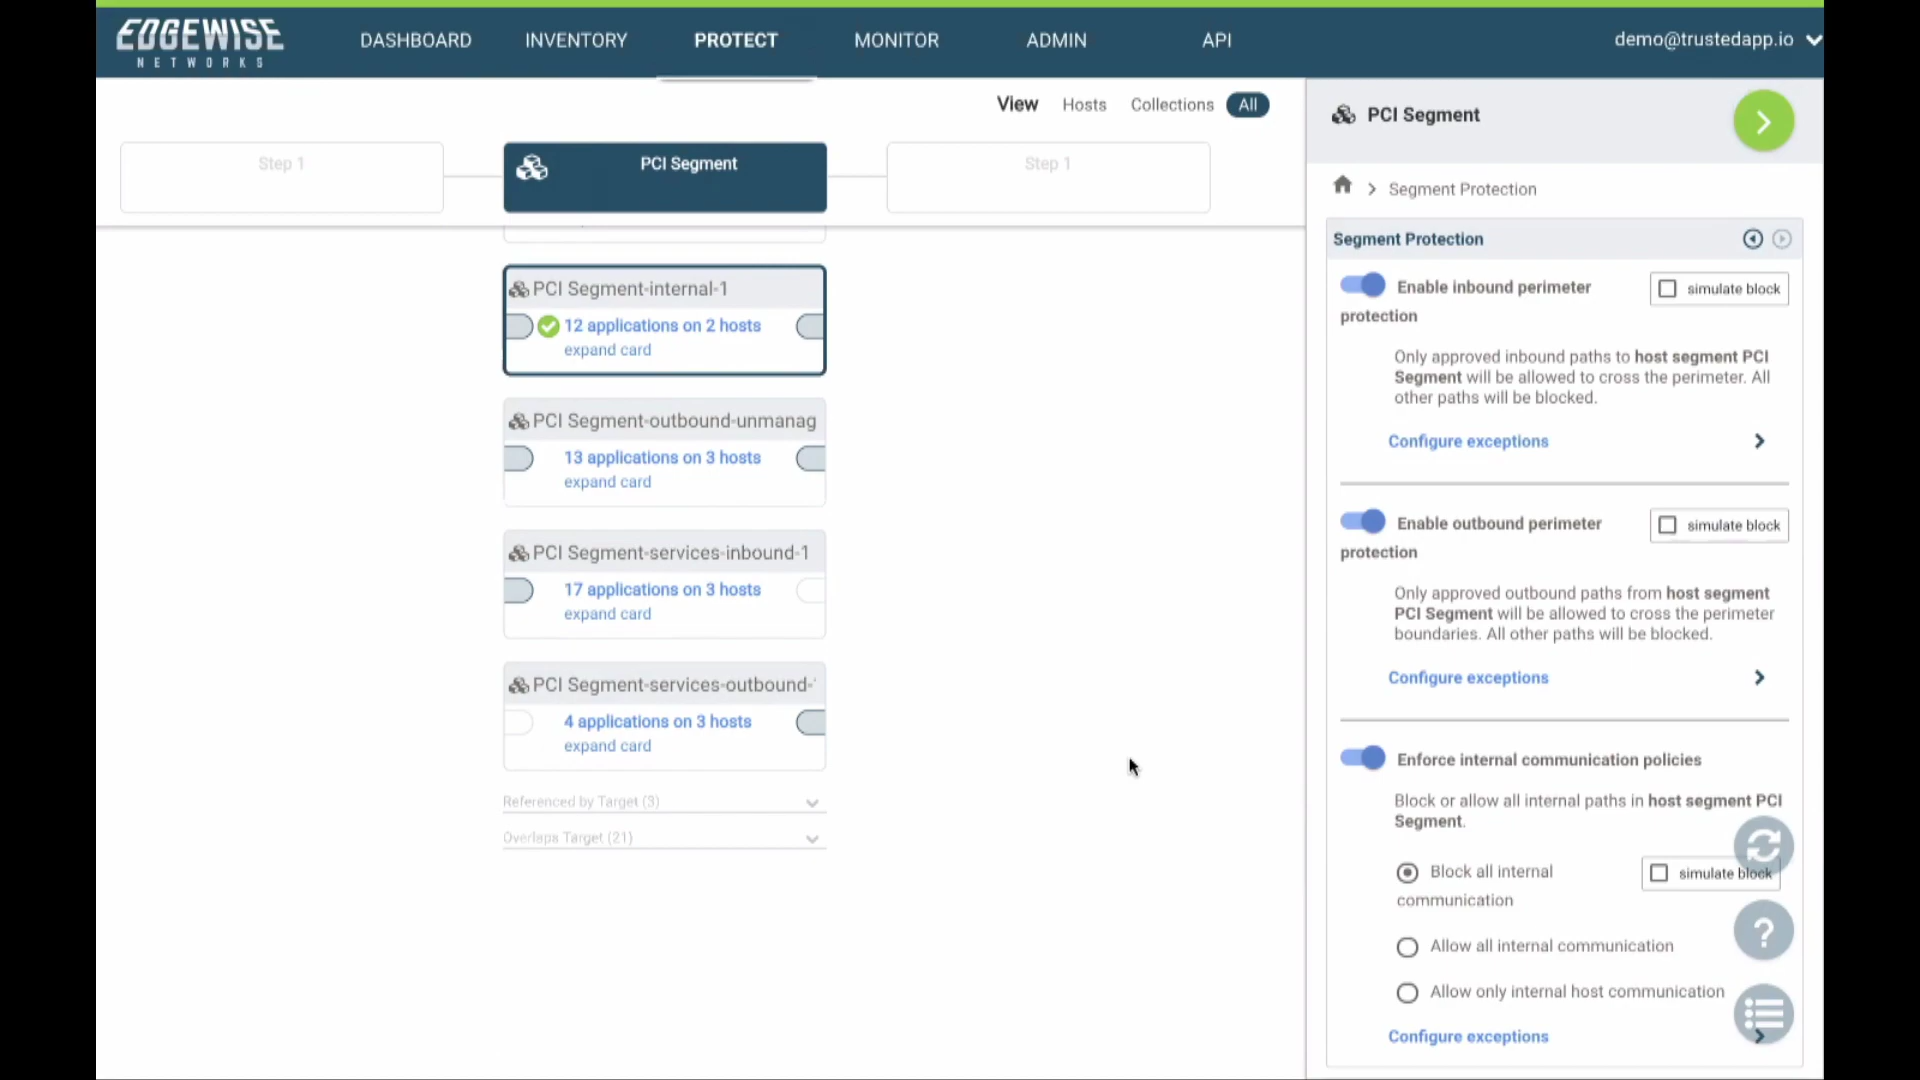 EDGEWISE
NETWORKS
DASHBOARD
INVENTORY
PROTECT
MONITOR
ADMIN
API
demo@trustedapp.io
View
Hosts
Collections
All
Step 1
PCI Segment
Step 1
PCI Segment-internal-1
12 applications on 2 hosts
expand card
PCI Segment-outbound-unmanag
13 applications on 3 hosts
expand card
PCI Segment-services-inbound-1
17 applications on 3 hosts
expand card
PCI Segment-services-outbound-
4 applications on 3 hosts
expand card
Referenced by Target (3)
Overlaps Target (21)
PCI Segment
> Segment Protection
Segment Protection
Enable inbound perimeter
protection
simulate block
Only approved inbound paths to host segment PCI
Segment will be allowed to cross the perimeter. All
other paths will be blocked.
Configure exceptions
Enable outbound perimeter
protection
simulate block
Only approved outbound paths from host segment
PCI Segment will be allowed to cross the perimeter
boundaries. All other paths will be blocked.
Configure exceptions
Enforce internal communication policies
Block or allow all internal paths in host segment PCI
Segment.
Block all internal
communication
simulate block
Allow all internal communication
Allow only internal host communication
Configure exceptions
?